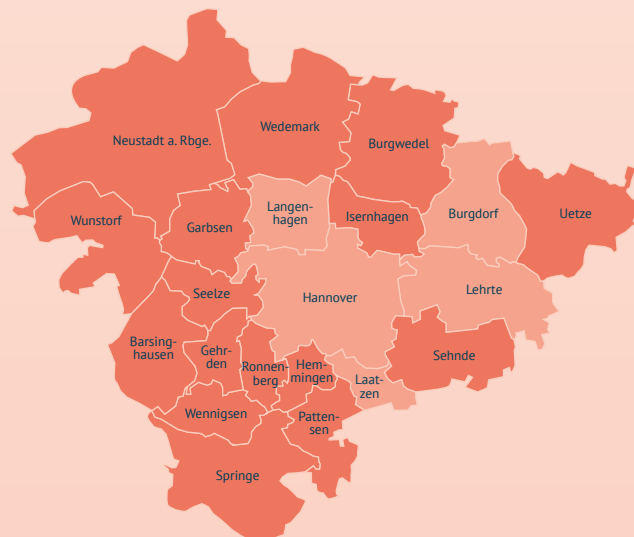 Neustadt a. Rbge.
Wedemark
Burgwedel
Wunstorf
Garbsen
Langen-
hagen
Isernhagen
Burgdorf
Uetze
Seelze
Hannover
Lehrte
Barsing-
hausen
Gehr-
den
Ronnen-
berg
Hem-
mingen
Laat-
zen
Sehnde
Wennigsen
Patten-
sen
Springe